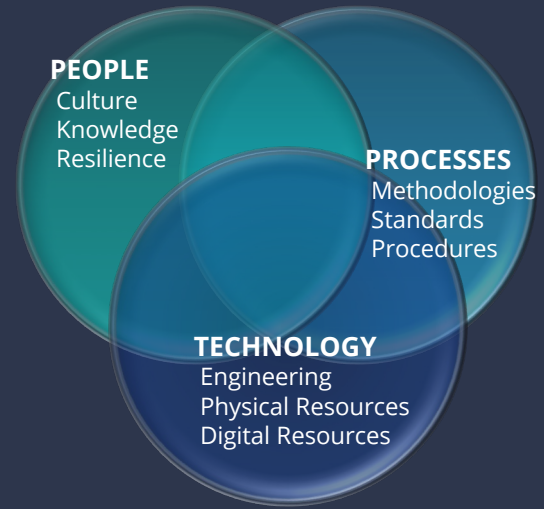 PEOPLE
Culture
Knowledge
Resilience
PROCESSES
Methodologies
Standards
Procedures
TECHNOLOGY
Engineering
Physical Resources
Digital Resources